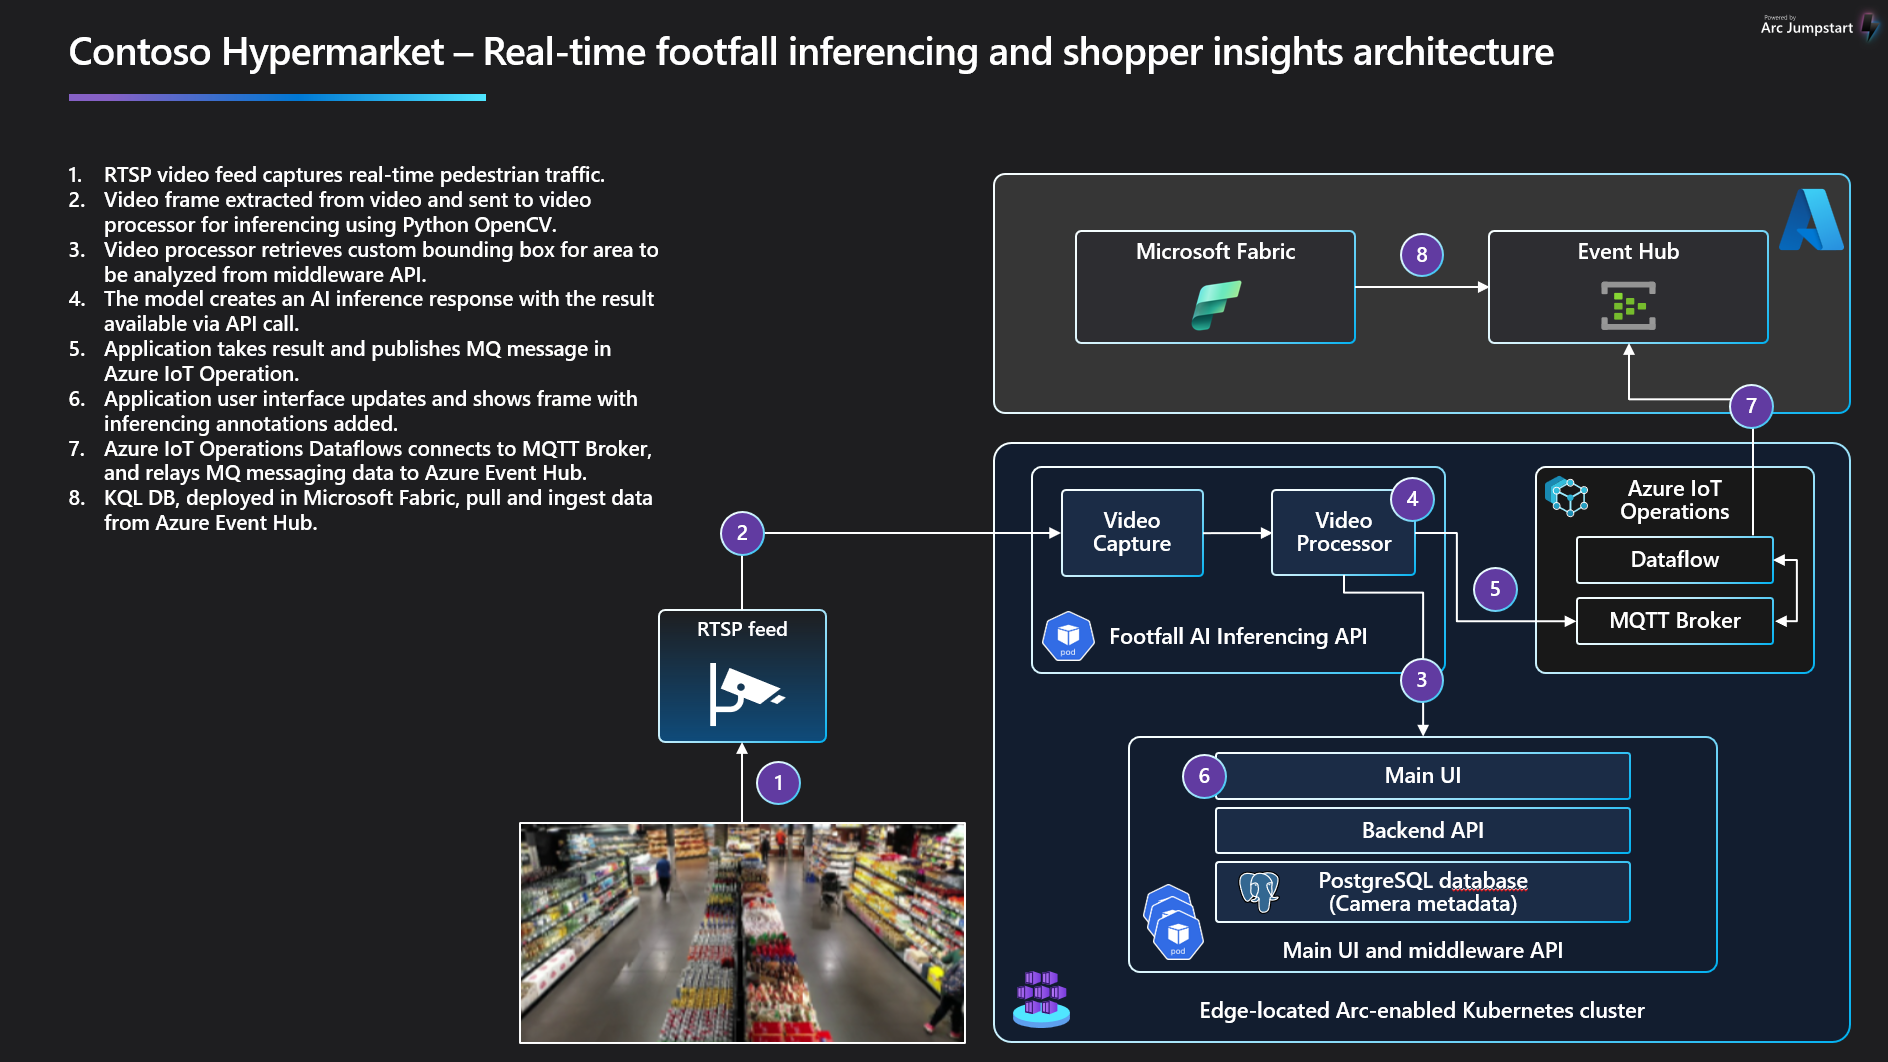 Powered by
Arc Jumpstart
Contoso Hypermarket – Real-time footfall inferencing and shopper insights architecture
1. RTSP video feed captures real-time pedestrian traffic.
2. Video frame extracted from video and sent to video
processor for inferencing using Python OpenCV.
3. Video processor retrieves custom bounding box for area to
be analyzed from middleware API.
4. The model creates an AI inference response with the result
available via API call.
5. Application takes result and publishes MQ message in
Azure IoT Operation.
6. Application user interface updates and shows frame with
inferencing annotations added.
7. Azure IoT Operations Dataflows connects to MQTT Broker,
and relays MQ messaging data to Azure Event Hub.
8. KQL DB, deployed in Microsoft Fabric, pull and ingest data
from Azure Event Hub.
Microsoft Fabric
8
Event Hub
7
2
Video
Capture
Video
Processor
4
Azure IoT
Operations
Dataflow
5
MQTT Broker
pod
Footfall AI Inferencing API
3
RTSP feed
1
6
Main UI
Backend API
PostgreSQL database
(Camera metadata)
pod
Main UI and middleware API
Edge-located Arc-enabled Kubernetes cluster